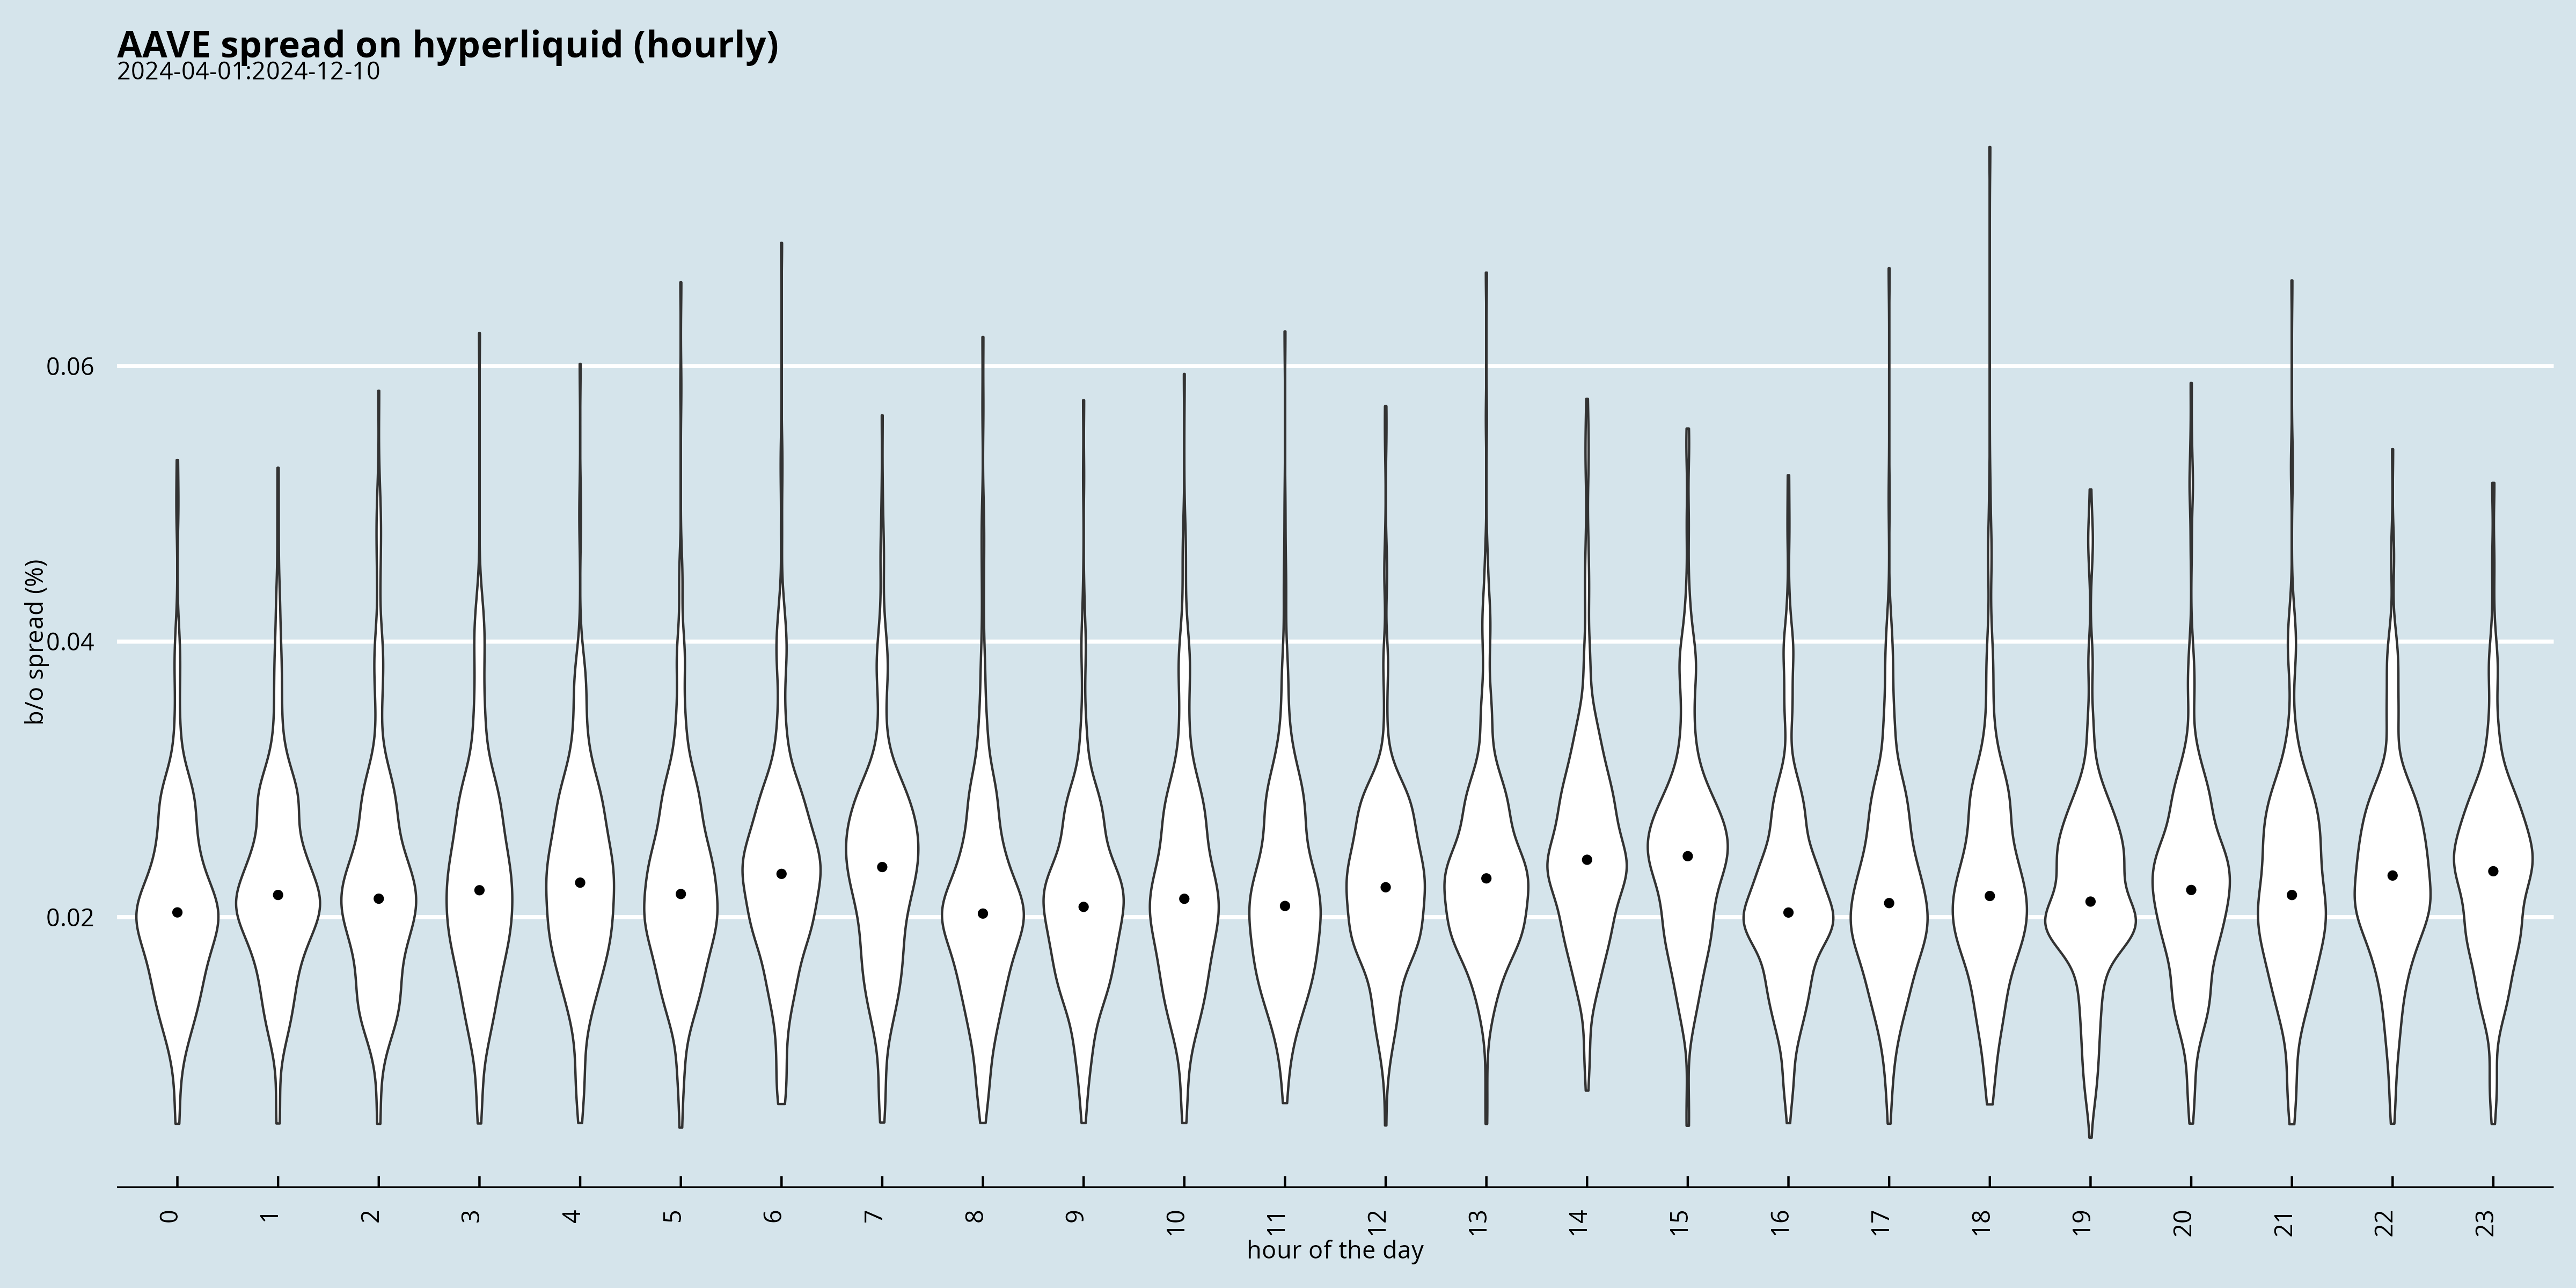 AAVE spread on hyperliquid (hourly)
2024-04-01:2024-12-10
0.06
0.04
0.02
b/o spread (%)
0 1 2 3 4 5 6 7 8 9 10 11 12 13 14 15 16 17 18 19 20 21 22 23
hour of the day